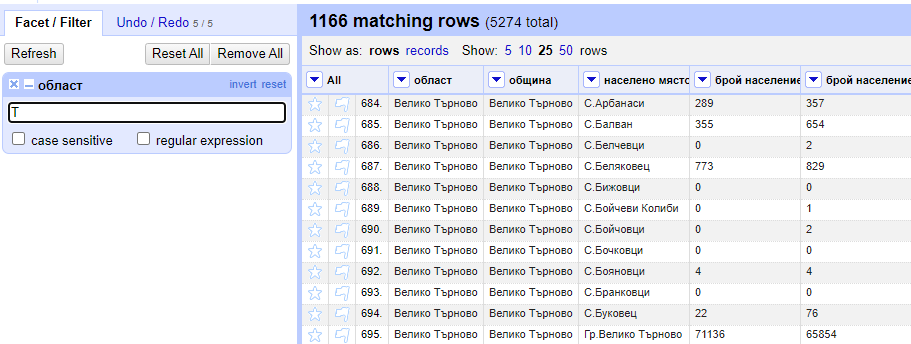 Facet / Filter Undo / Redo 5 / 5
Refresh Reset All Remove All
област invert reset
Т
case sensitive regular expression
1166 matching rows (5274 total)
Show as: rows records Show: 5 10 25 50 rows
All област община населено място брой население брой население
684. Велико Търново Велико Търново С.Арбанаси 289 357
685. Велико Търново Велико Търново С.Балван 355 654
686. Велико Търново Велико Търново С.Белчевци 0 2
687. Велико Търново Велико Търново С.Беляковец 773 829
688. Велико Търново Велико Търново С.Бижовци 0 0
689. Велико Търново Велико Търново С.Бойчеви Колиби 0 1
690. Велико Търново Велико Търново С.Бойчовци 0 2
691. Велико Търново Велико Търново С.Бочковци 0 0
692. Велико Търново Велико Търново С.Бояновци 4 4
693. Велико Търново Велико Търново С.Бранковци 0 0
694. Велико Търново Велико Търново С.Буковец 22 76
695. Велико Търново Велико Търново Гр.Велико Търново 71136 65854